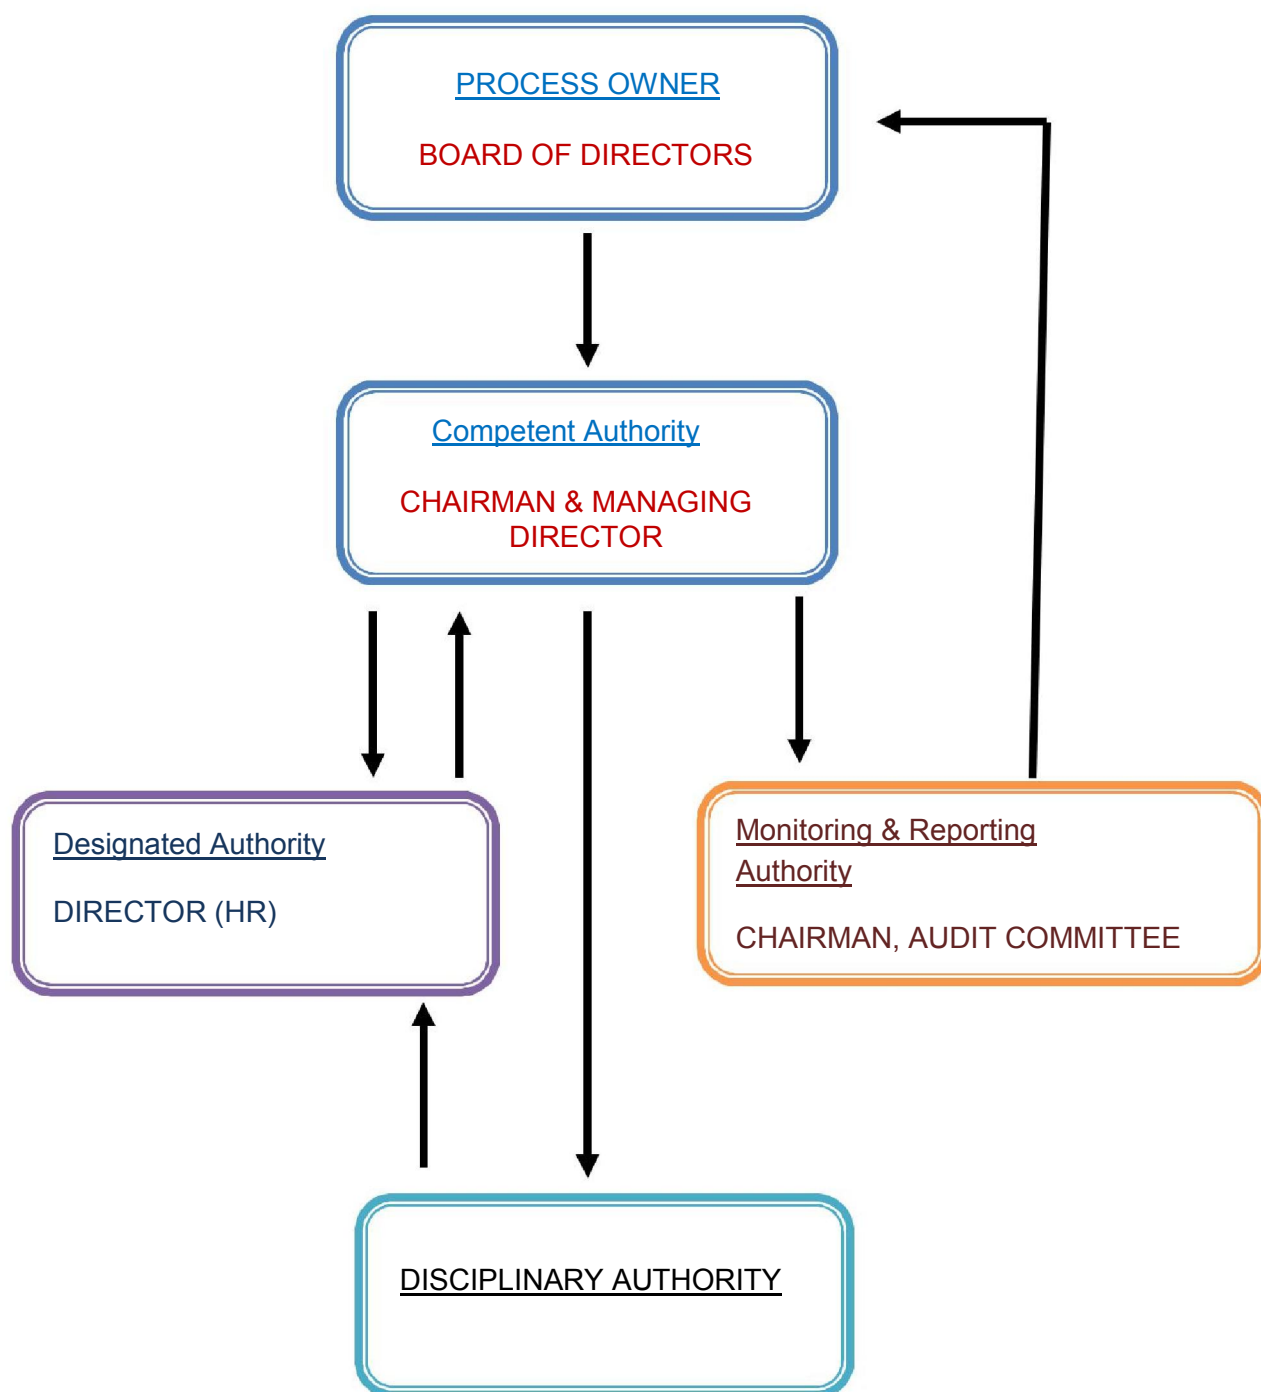 PROCESS OWNER
BOARD OF DIRECTORS
Competent Authority
CHAIRMAN & MANAGING
DIRECTOR
Designated Authority
DIRECTOR (HR)
Monitoring & Reporting
Authority
CHAIRMAN, AUDIT COMMITTEE
DISCIPLINARY AUTHORITY